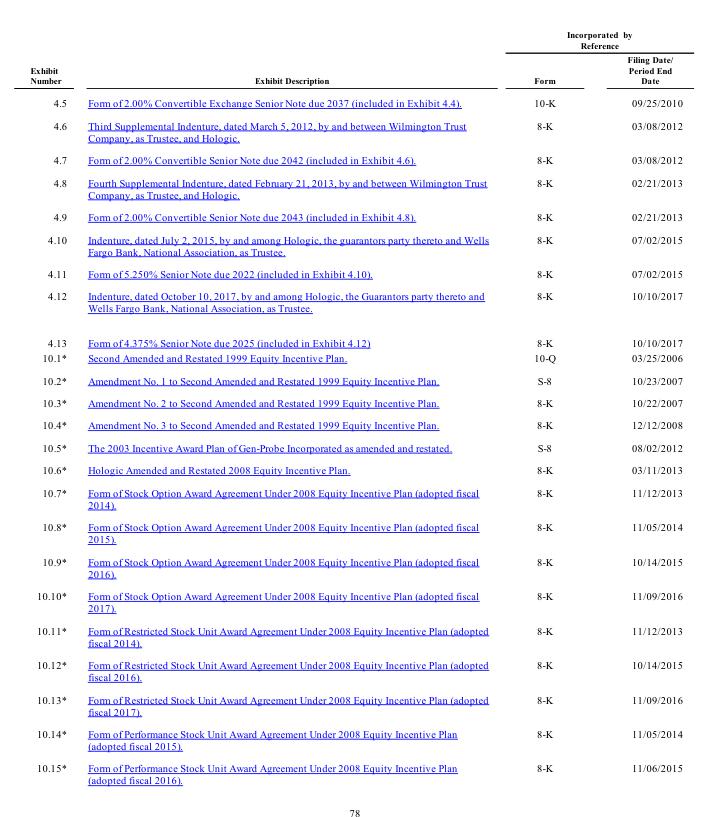 Incorporated by
Reference
Exhibit
Number
Exhibit Description
Form
Filing Date/
Period End
Date
4.5 Form of 2.00% Convertible Exchange Senior Note due 2037 (included in Exhibit 4.4). 10-K 09/25/2010
4.6 Third Supplemental Indenture, dated March 5, 2012, by and between Wilmington Trust 8-K 03/08/2012
Company, as Trustee, and Hologic.
4.7 Form of 2.00% Convertible Senior Note due 2042 (included in Exhibit 4.6). 8-K 03/08/2012
4.8 Fourth Supplemental Indenture, dated February 21, 2013, by and between Wilmington Trust 8-K 02/21/2013
Company, as Trustee, and Hologic.
4.9 Form of 2.00% Convertible Senior Note due 2043 (included in Exhibit 4.8). 8-K 02/21/2013
4.10 Indenture, dated July 2, 2015, by and among Hologic, the guarantors party thereto and Wells 8-K 07/02/2015
Fargo Bank, National Association, as Trustee.
4.11 Form of 5.250% Senior Note due 2022 (included in Exhibit 4.10). 8-K 07/02/2015
4.12 Indenture, dated October 10, 2017, by and among Hologic, the Guarantors party thereto and 8-K 10/10/2017
Wells Fargo Bank, National Association, as Trustee.
4.13 Form of 4.375% Senior Note due 2025 (included in Exhibit 4.12) 8-K 10/10/2017
10.1* Second Amended and Restated 1999 Equity Incentive Plan. 10-Q 03/25/2006
10.2* Amendment No. 1 to Second Amended and Restated 1999 Equity Incentive Plan. S-8 10/23/2007
10.3* Amendment No. 2 to Second Amended and Restated 1999 Equity Incentive Plan. 8-K 10/22/2007
10.4* Amendment No. 3 to Second Amended and Restated 1999 Equity Incentive Plan. 8-K 12/12/2008
10.5* The 2003 Incentive Award Plan of Gen-Probe Incorporated as amended and restated. S-8 08/02/2012
10.6* Hologic Amended and Restated 2008 Equity Incentive Plan. 8-K 03/11/2013
10.7* Form of Stock Option Award Agreement Under 2008 Equity Incentive Plan (adopted fiscal 8-K 11/12/2013
2014).
10.8* Form of Stock Option Award Agreement Under 2008 Equity Incentive Plan (adopted fiscal 8-K 11/05/2014
2015).
10.9* Form of Stock Option Award Agreement Under 2008 Equity Incentive Plan (adopted fiscal 8-K 10/14/2015
2016).
10.10* Form of Stock Option Award Agreement Under 2008 Equity Incentive Plan (adopted fiscal 8-K 11/09/2016
2017).
10.11* Form of Restricted Stock Unit Award Agreement Under 2008 Equity Incentive Plan (adopted 8-K 11/12/2013
fiscal 2014).
10.12* Form of Restricted Stock Unit Award Agreement Under 2008 Equity Incentive Plan (adopted 8-K 10/14/2015
fiscal 2016).
10.13* Form of Restricted Stock Unit Award Agreement Under 2008 Equity Incentive Plan (adopted 8-K 11/09/2016
fiscal 2017).
10.14* Form of Performance Stock Unit Award Agreement Under 2008 Equity Incentive Plan 8-K 11/05/2014
(adopted fiscal 2015).
10.15* Form of Performance Stock Unit Award Agreement Under 2008 Equity Incentive Plan 8-K 11/06/2015
(adopted fiscal 2016).
78